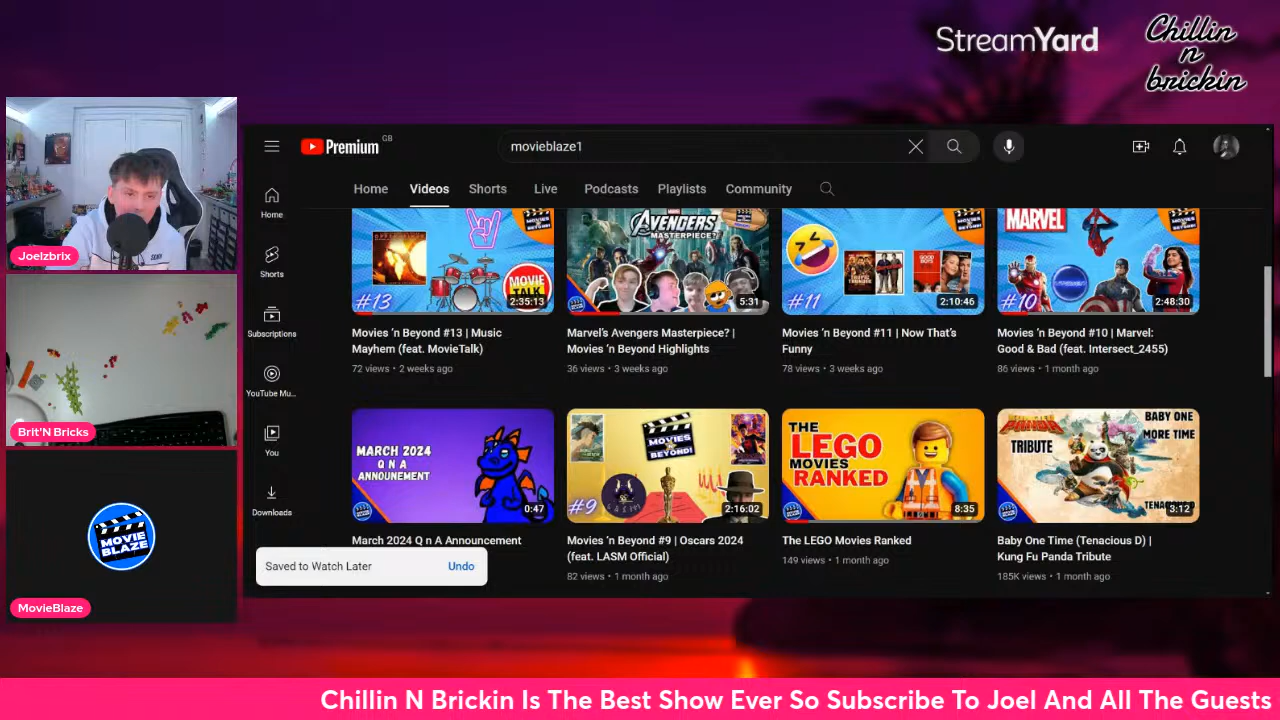 StreamYard
Chillin
n
brickin
Premium GB
movieblaze1
Home Videos Shorts Live Podcasts Playlists Community
Home
Shorts
Subscriptions
YouTube Mu...
You
Downloads
#13
MOVIE
TALK
2:35:13
AVENGERS
MASTERPIECE?
5:31
#11
2:10:46
MARVEL
#10
2:48:30
Movies 'n Beyond #13 | Music
Mayhem (feat. MovieTalk)
72 views • 2 weeks ago
Marvel's Avengers Masterpiece? |
Movies 'n Beyond Highlights
36 views • 3 weeks ago
Movies 'n Beyond #11 | Now That's
Funny
78 views • 3 weeks ago
Movies 'n Beyond #10 | Marvel:
Good & Bad (feat. Intersect_2455)
86 views • 1 month ago
MARCH 2024
Q N A
ANNOUNCEMENT
0:47
MOVIES
BEYOND!
#9
2:16:02
THE
LEGO
MOVIES
RANKED
8:35
PANDA
TRIBUTE
BABY ONE
MORE TIME
TENACIOUS D
3:12
March 2024 Q n A Announcement
Movies 'n Beyond #9 | Oscars 2024
(feat. LASM Official)
82 views • 1 month ago
The LEGO Movies Ranked
149 views • 1 month ago
Baby One More Time (Tenacious D) |
Kung Fu Panda Tribute
185K views • 1 month ago
Saved to Watch Later Undo
Joelzbrix
Brit'N Bricks
MOVIE
BLAZE
MovieBlaze
Chillin N Brickin Is The Best Show Ever So Subscribe To Joel And All The Guests